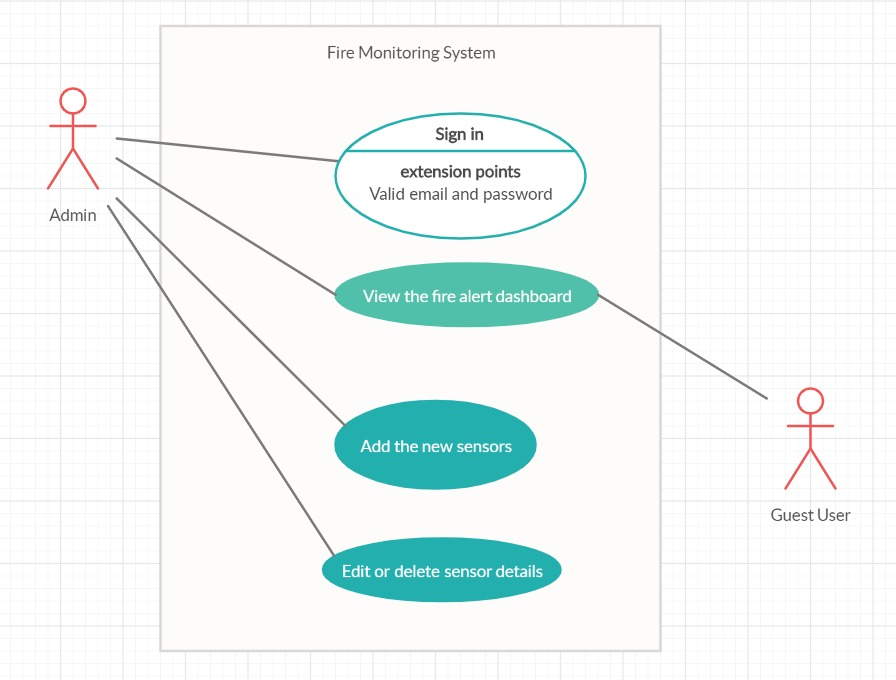 Fire Monitoring System
Sign in
extension points
Valid email and password
Admin
View the fire alert dashboard
Add the new sensors
Guest User
Edit or delete sensor details